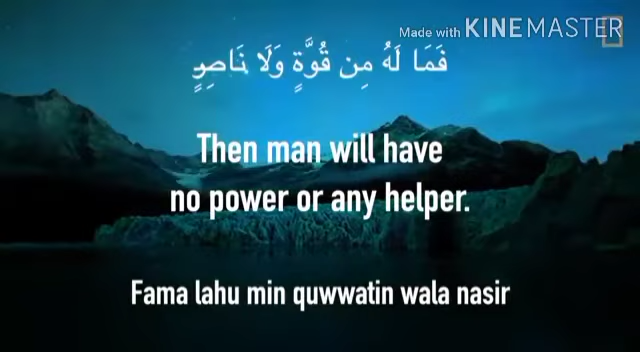 Made with KINEMASTER
فَمَا لَهُ مِن قُوَّةٍ وَلَا نَاصِرٍ
Then man will have
no power or any helper.
Fama lahu min quwwatin wala nasir